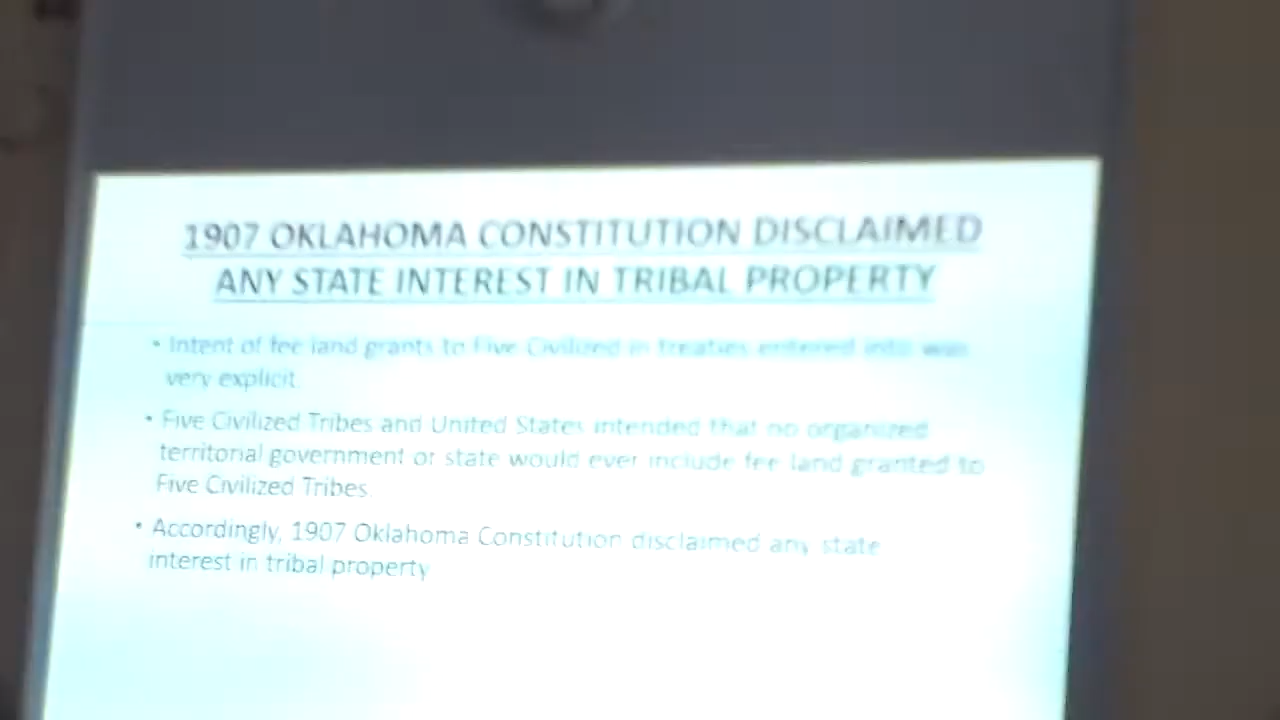 1907 OKLAHOMA CONSTITUTION DISCLAIMED
ANY STATE INTEREST IN TRIBAL PROPERTY
• Intent of fee land grants to Five Civilized in treaties entered into was
very explicit
• Five Civilized Tribes and United States intended that no organized
territorial government or state would ever include fee land granted to
Five Civilized Tribes.
• Accordingly, 1907 Oklahoma Constitution disclaimed any state
interest in tribal property